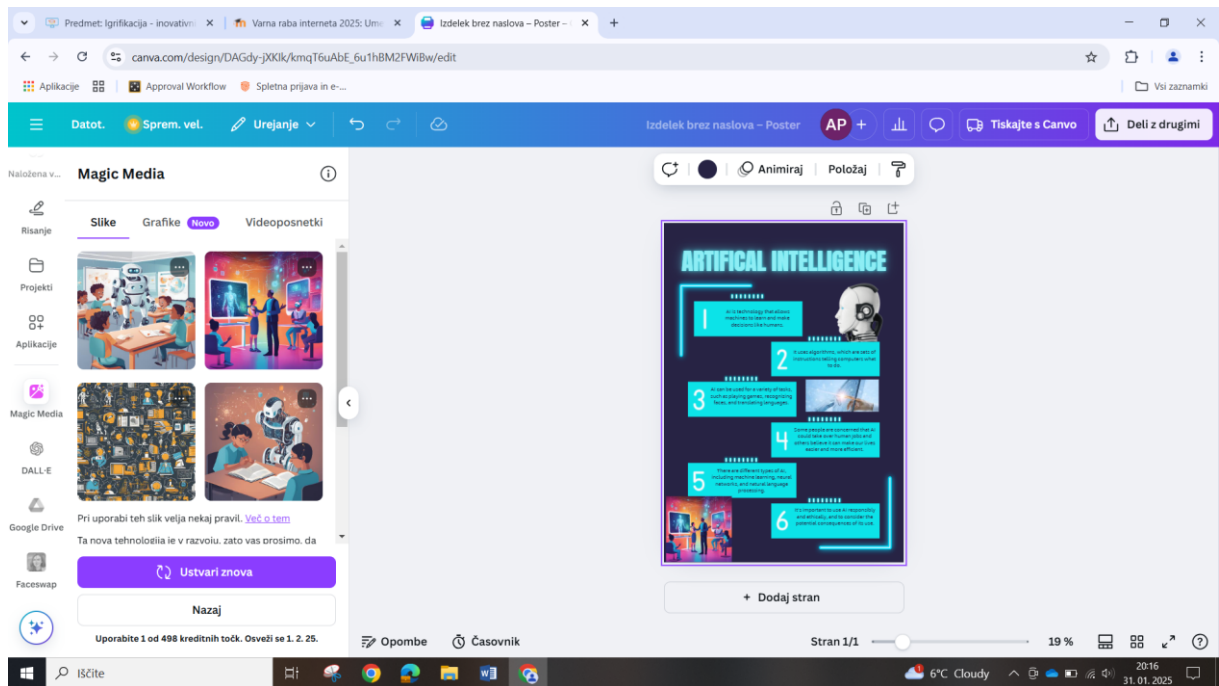 Predmet: Igrifikacija - inovativn
Varna raba interneta 2025: Ume
Izdelek brez naslova – Poster –
canva.com/design/DAGdy-jXKlk/kmqT6uAbE_6u1hBM2FWiBw/edit
Aplikacije
Approval Workflow
Spletna prijava in e-...
Vsi zaznamki
Datot.
Sprem. vel.
Urejanje
Izdelek brez naslova – Poster
AP
+
Tiskajte s Canvo
Deli z drugimi
Naložena v...
Risanje
Projekti
Aplikacije
Magic Media
DALL·E
Google Drive
Faceswap
Magic Media
Slike
Grafike Novo
Videoposnetki
Pri uporabi teh slik velja nekaj pravil. Več o tem
Ta nova tehnologija je v razvoju, zato vas prosimo, da
Ustvari znova
Nazaj
Uporabite 1 od 498 kreditnih točk. Osveži se 1. 2. 25.
Animiraj
Položaj
ARTIFICAL INTELLIGENCE
1
AI is technology that allows
machines to learn and make
decisions like humans.
2
It uses algorithms, which are sets of
instructions telling computers what
to do.
3
AI can be used for a variety of tasks,
such as playing games, recognizing
faces, and translating languages.
4
Some people are concerned that AI
could take over human jobs and
others believe it can make our lives
easier and more efficient.
5
There are different types of AI,
including machine learning, neural
networks, and natural language
processing.
6
It's important to use AI responsibly
and ethically, and to consider the
potential consequences of its use.
+ Dodaj stran
Opombe
Časovnik
Stran 1/1
19 %
Iščite
6°C Cloudy
20:16
31. 01. 2025